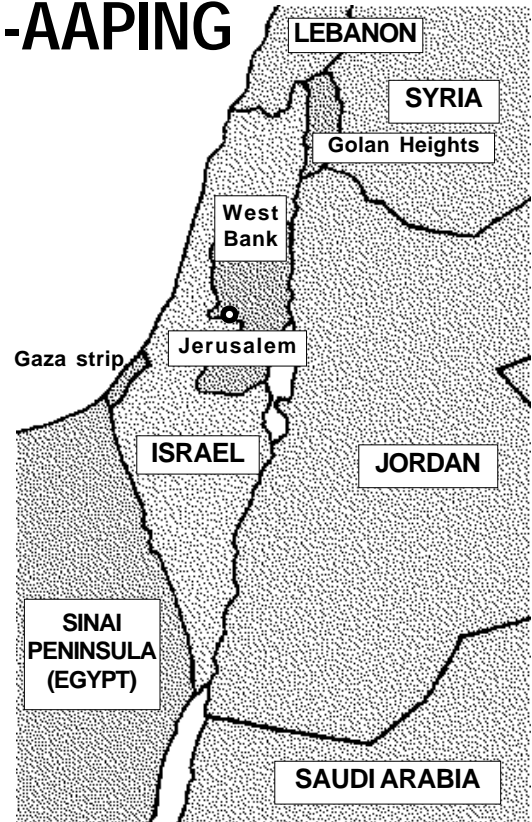 -AAPING
LEBANON
SYRIA
Golan Heights
West
Bank
Jerusalem
Gaza strip
ISRAEL
JORDAN
SINAI
PENINSULA
(EGYPT)
SAUDI ARABIA